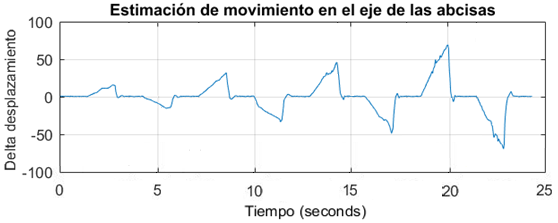 Estimación de movimiento en el eje de las abcisas
100
50
0
-50
-100
Delta desplazamiento
0 5 10 15 20 25
Tiempo (seconds)